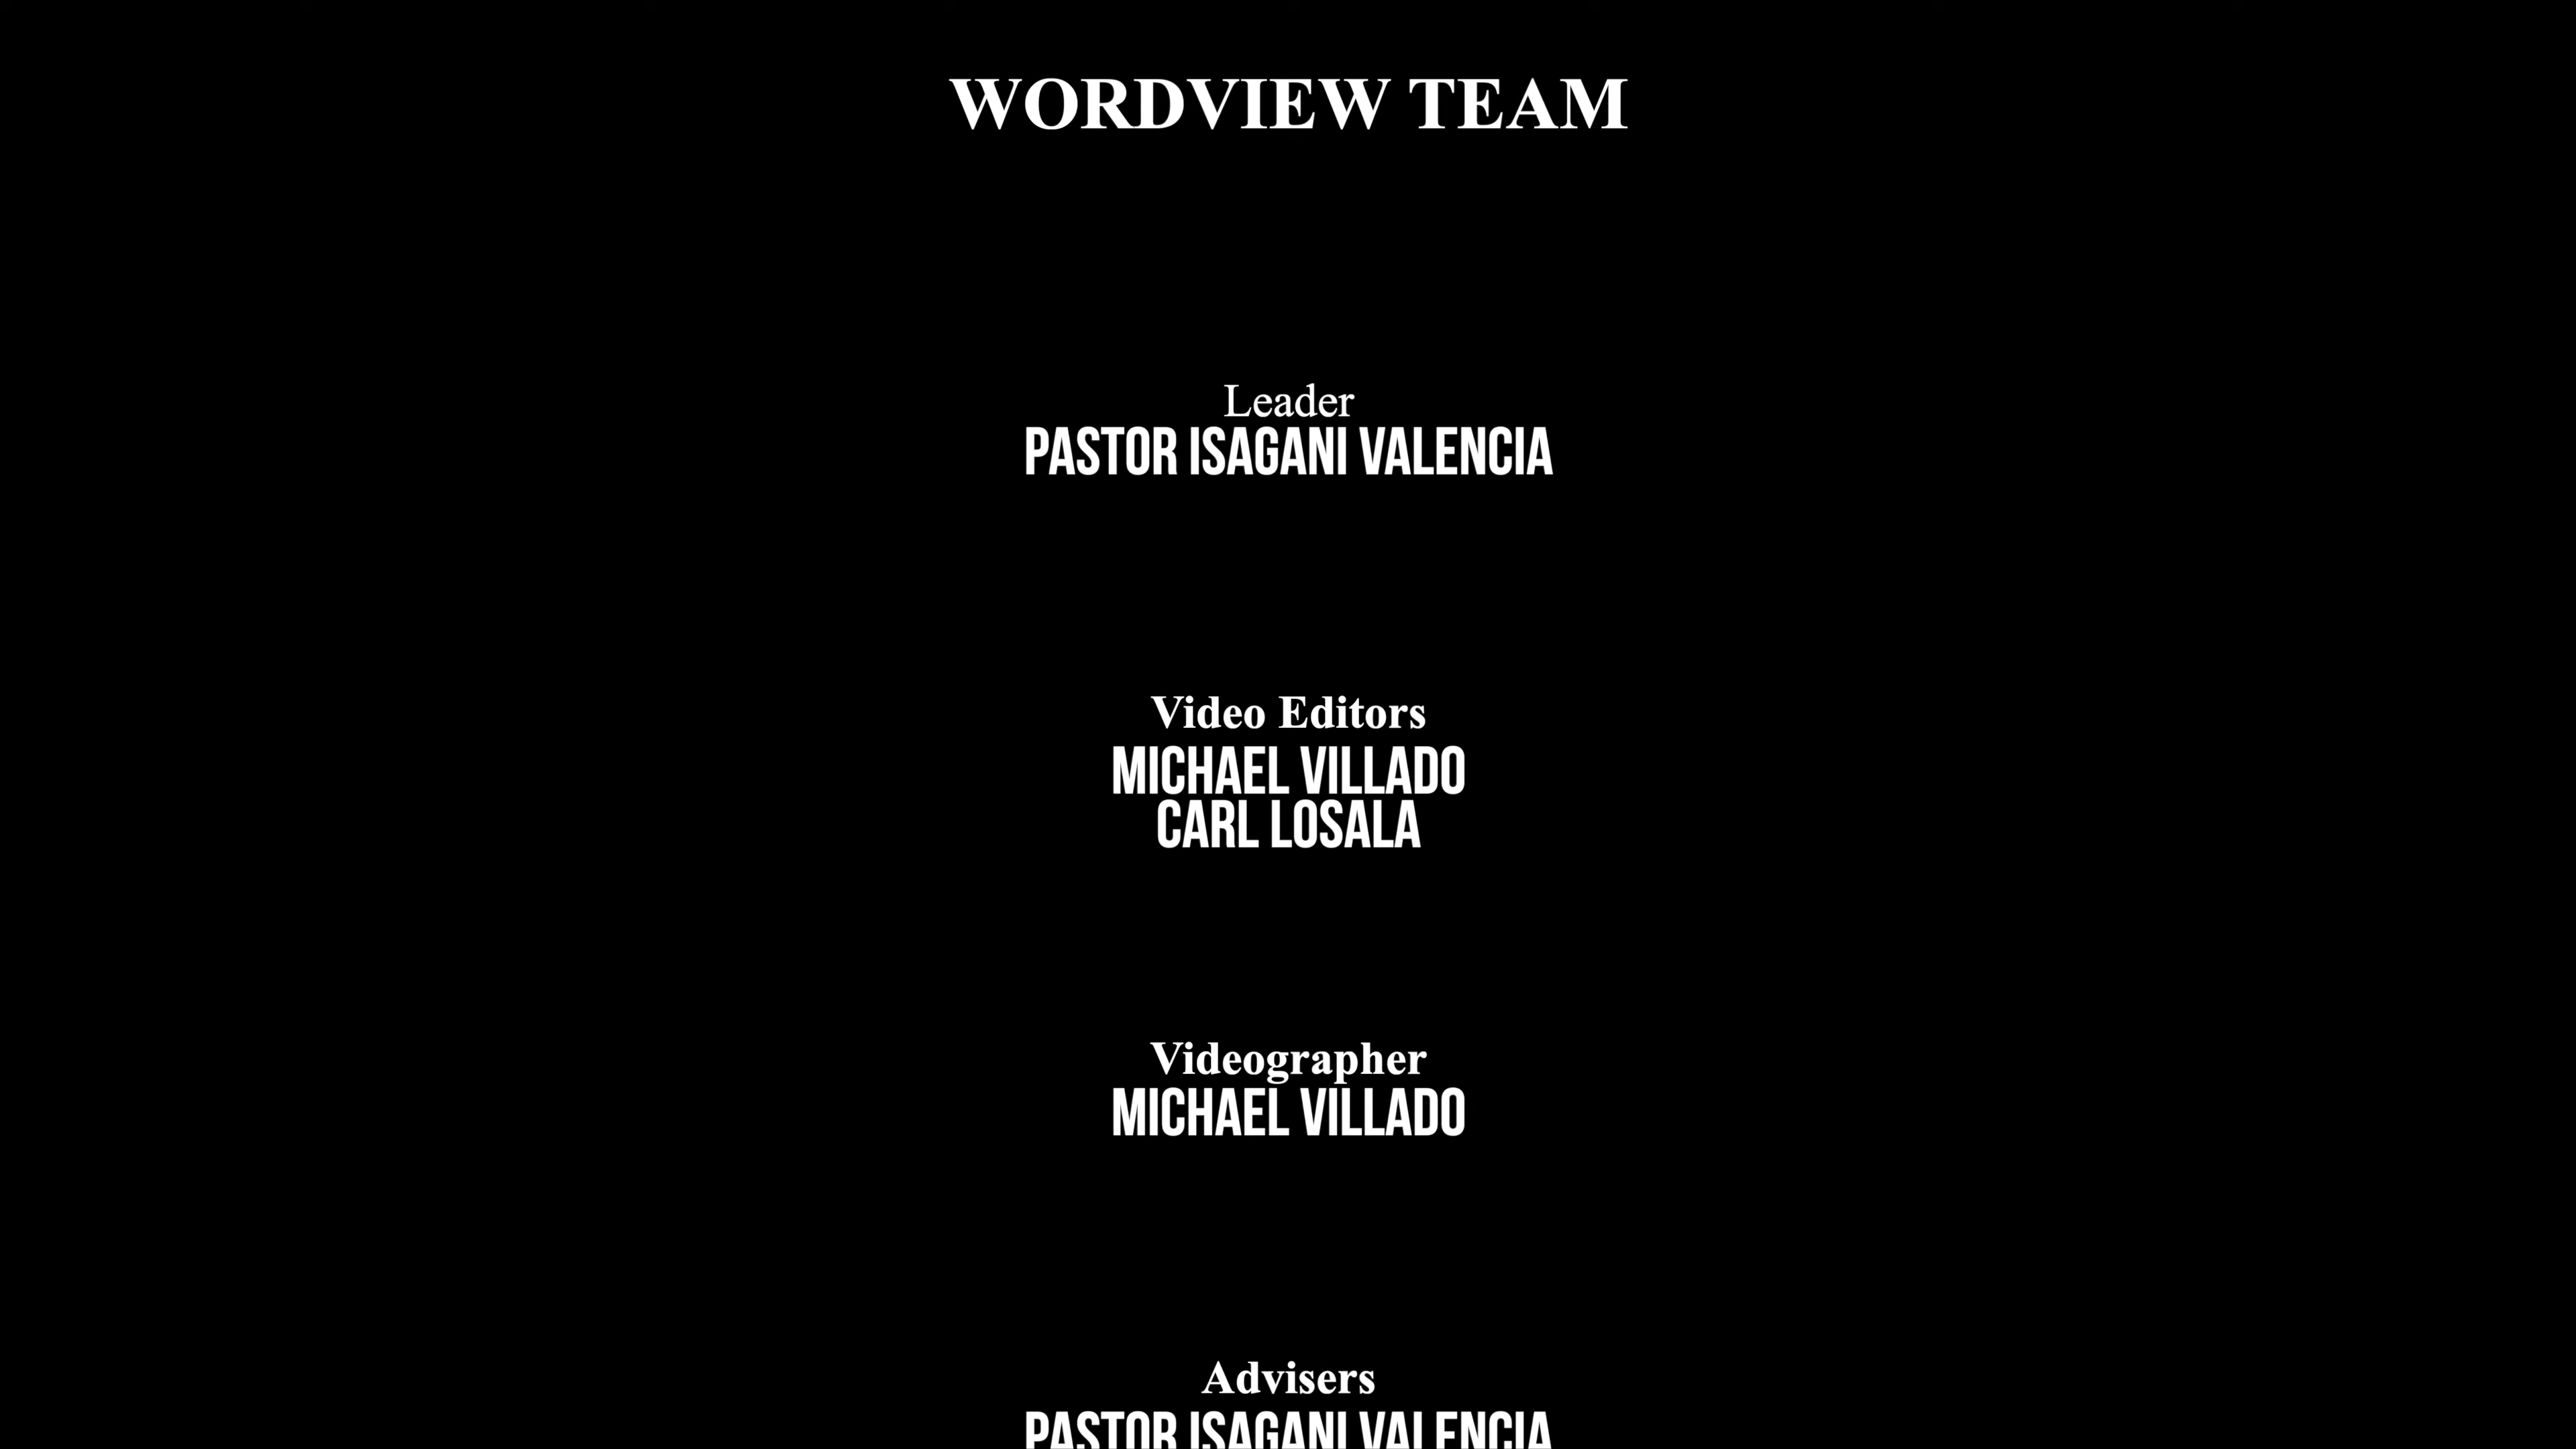 WORDVIEW TEAM
Leader
PASTOR ISAGANI VALENCIA
Video Editors
MICHAEL VILLADO
CARL LOSALA
Videographer
MICHAEL VILLADO
Advisers
PASTOR ISAGANI VALENCIA